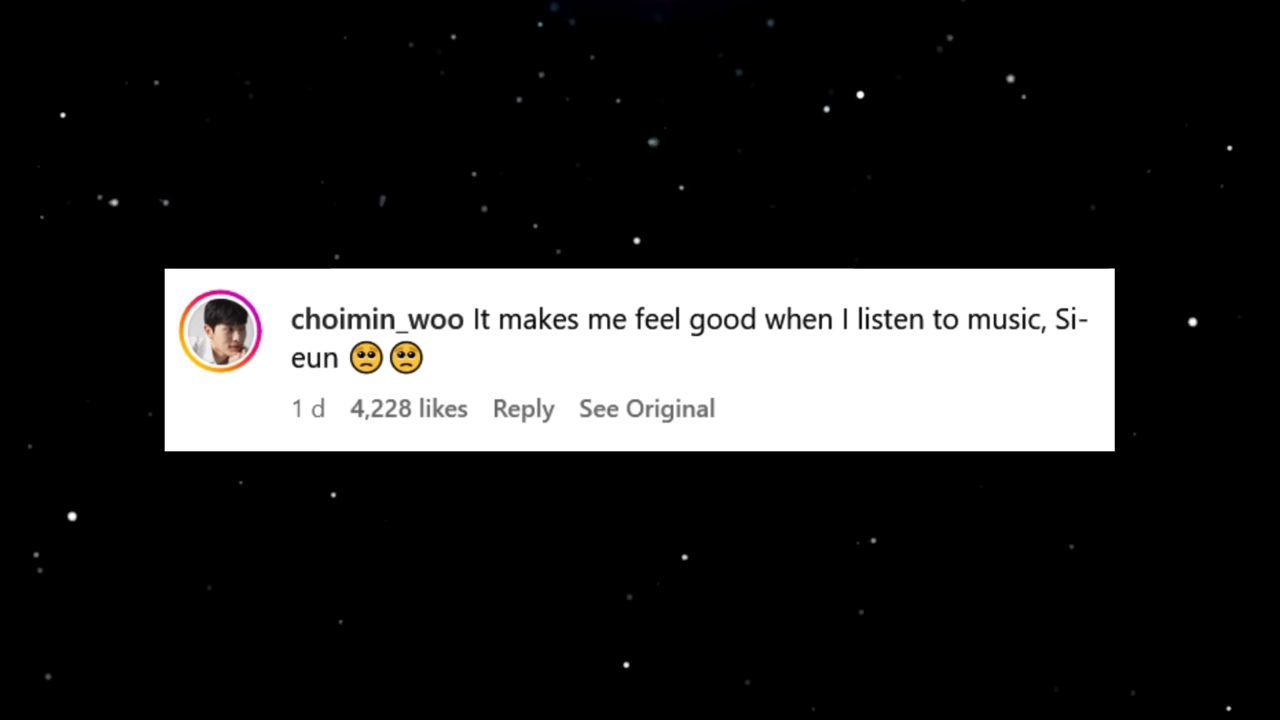 choimin_woo It makes me feel good when I listen to music, Si-
eun 🥺🥺
1 d 4,228 likes Reply See Original